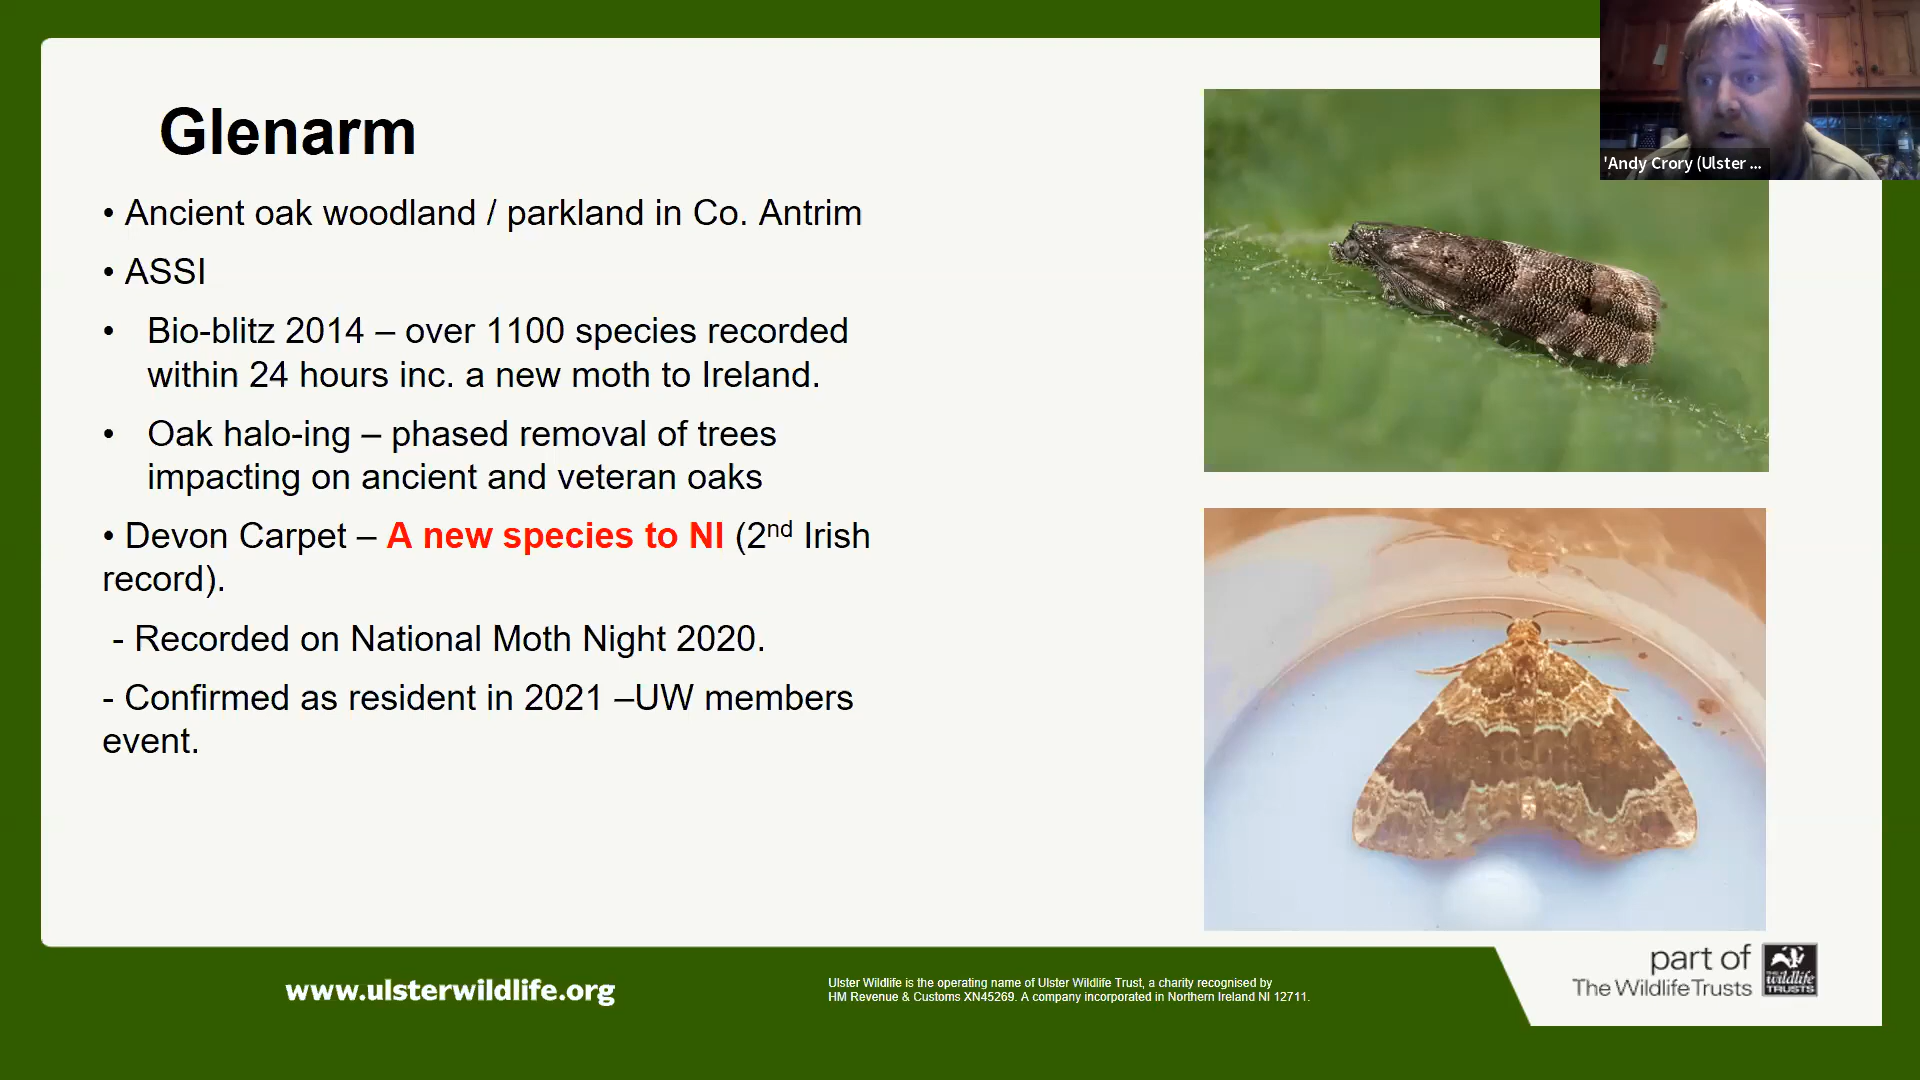 Glenarm
• Ancient oak woodland / parkland in Co. Antrim
• ASSI
• Bio-blitz 2014 – over 1100 species recorded
within 24 hours inc. a new moth to Ireland.
• Oak halo-ing – phased removal of trees
impacting on ancient and veteran oaks
• Devon Carpet – A new species to NI (2nd Irish
record).
- Recorded on National Moth Night 2020.
- Confirmed as resident in 2021 –UW members
event.
'Andy Crory (Ulster ...
www.ulsterwildlife.org
Ulster Wildlife is the operating name of Ulster Wildlife Trust, a charity recognised by
HM Revenue & Customs XN45269. A company incorporated in Northern Ireland NI 12711.
part of
The Wildlife Trusts
THE
wildlife
TRUSTS